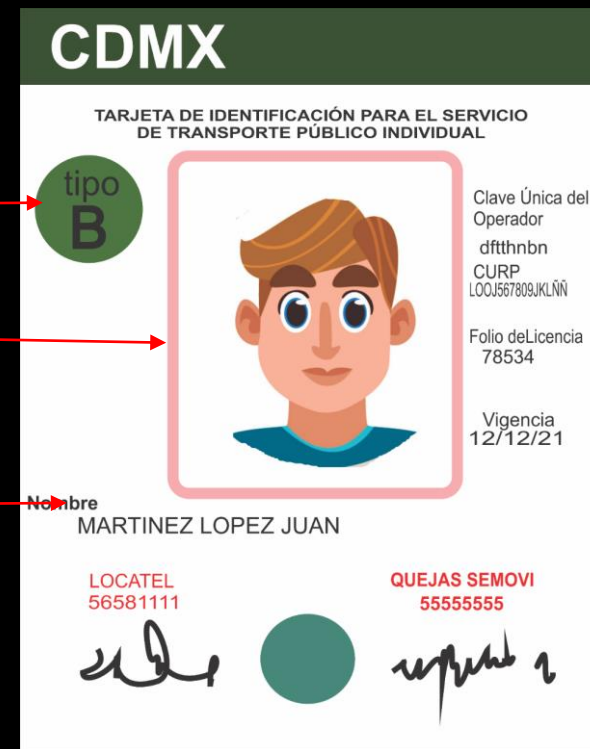 CDMX
TARJETA DE IDENTIFICACIÓN PARA EL SERVICIO
DE TRANSPORTE PÚBLICO INDIVIDUAL
tipo
B
Clave Única del
Operador
dftthnbn
CURP
LOOJ567809JKLÑÑ
Folio deLicencia
78534
Vigencia
12/12/21
Nombre
MARTINEZ LOPEZ JUAN
LOCATEL
56581111
QUEJAS SEMOVI
55555555